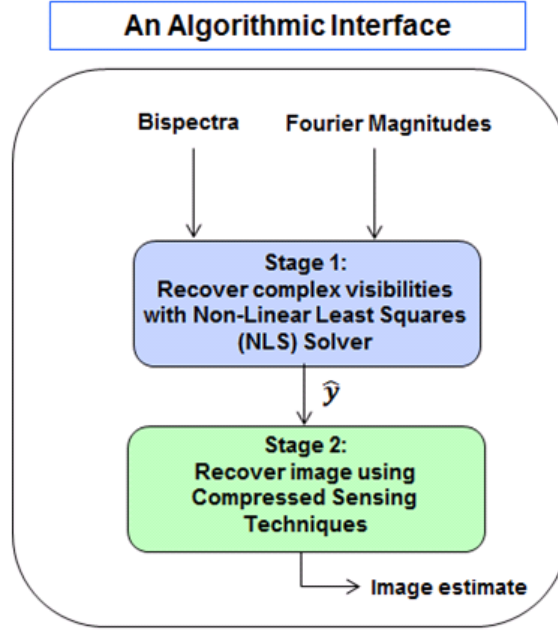 An Algorithmic Interface
Bispectra Fourier Magnitudes
Stage 1:
Recover complex visibilities
with Non-Linear Least Squares
(NLS) Solver
ŷ
Stage 2:
Recover image using
Compressed Sensing
Techniques
Image estimate